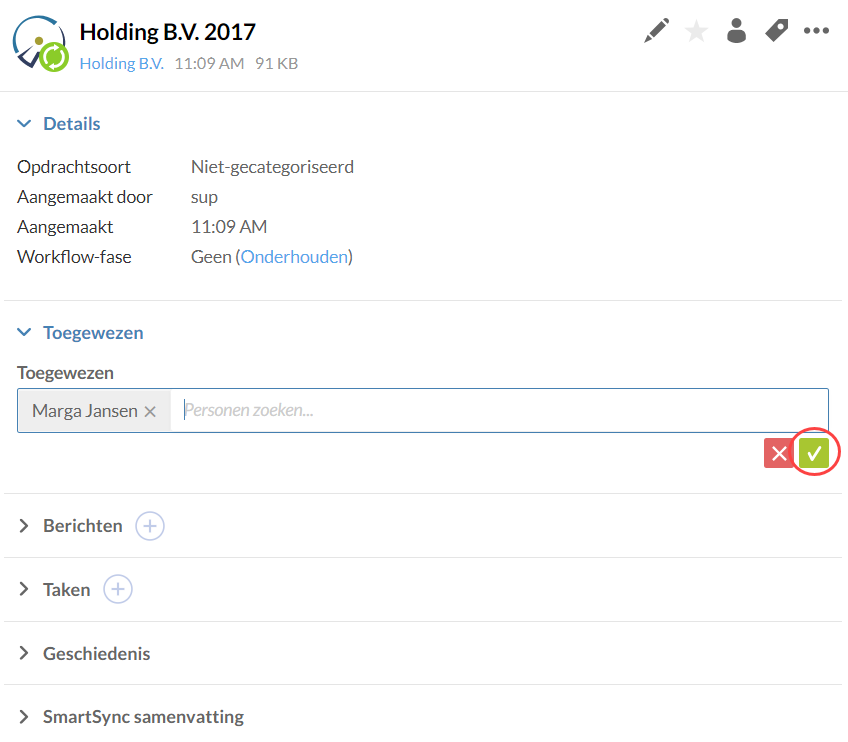 Holding B.V. 2017
Holding B.V. 11:09 AM 91 KB
Details
Opdrachtsoort Niet-gecategoriseerd
Aangemaakt door sup
Aangemaakt 11:09 AM
Workflow-fase Geen (Onderhouden)
Toegewezen
Toegewezen
Marga Jansen × Personen zoeken...
Berichten
Taken
Geschiedenis
SmartSync samenvatting